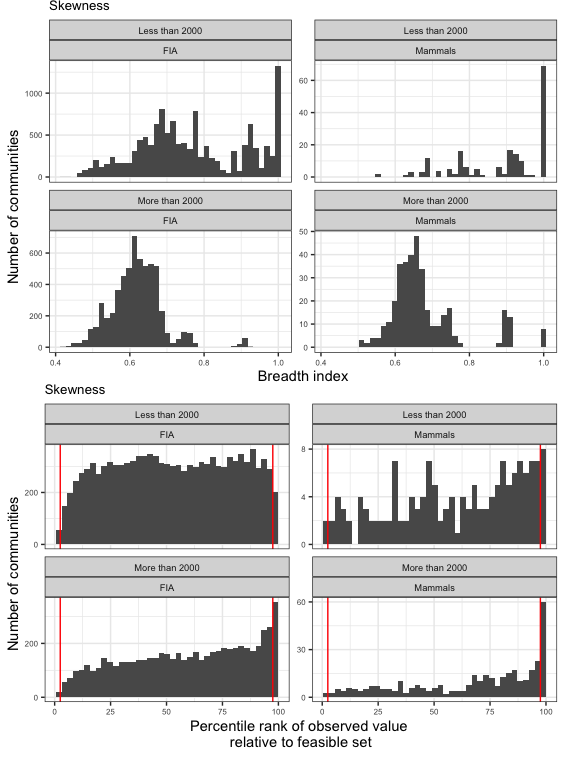 Skewness
Less than 2000
Less than 2000
FIA
Mammals
1000
500
0
60
40
20
0
More than 2000
More than 2000
FIA
Mammals
600
400
200
0
50
40
30
20
10
0
0.4 0.6 0.8 1.0
0.4 0.6 0.8 1.0
Number of communities
Breadth index
Skewness
Less than 2000
Less than 2000
FIA
Mammals
200
0
8
4
0
More than 2000
More than 2000
FIA
Mammals
200
0
60
30
0
0 25 50 75 100
0 25 50 75 100
Number of communities
Percentile rank of observed value
relative to feasible set